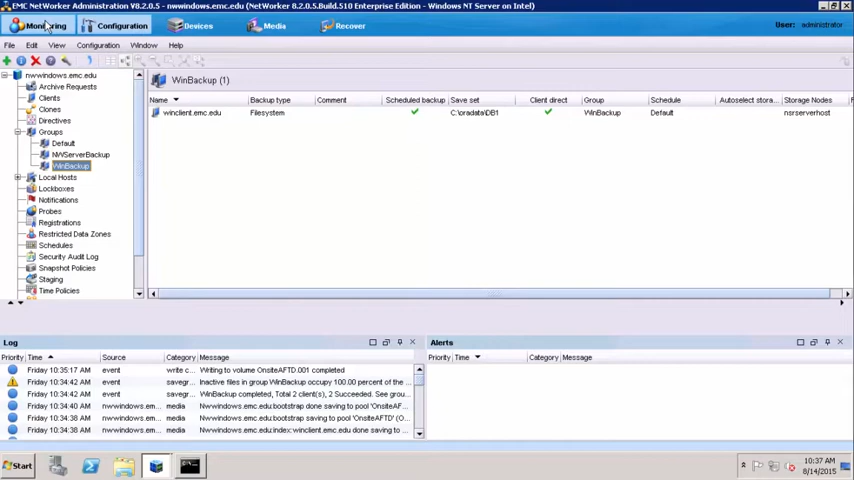 EMC NetWorker Administration V8.2.0.5 - nwwindows.emc.edu - NetWorker 8.2.0.5.Build.510 Enterprise Edition - Windows NT Server on Intel)
Monitoring Configuration Devices Media Recover User: administrator
File Edit View Configuration Window Help
nwwindows.emc.edu
Archive Requests
Clients
Clones
Directives
Groups
Default
NWServerBackup
WinBackup
Local Hosts
Lockboxes
Notifications
Probes
Registrations
Restricted Data Zones
Schedules
Security Audit Log
Snapshot Policies
Staging
Time Policies
WinBackup (1)
Name Backup type Comment Scheduled backup Save set Client direct Group Schedule Autoselect stora... Storage Nodes
winclient.emc.edu Filesystem C:\oradata\DB1 WinBackup Default nsrserverhost
Log
Priority Time Source Category Message
Friday 10:35:17 AM event write c... Writing to volume OnsiteAFTD.001 completed
Friday 10:34:42 AM event savegr... Inactive files in group WinBackup occupy 100.00 percent of the
Friday 10:34:42 AM event savegr... WinBackup completed, Total 2 client(s), 2 Succeeded. See grou...
Friday 10:34:40 AM nwwindows.em... media Nwwindows.emc.edu:bootstrap done saving to pool 'OnsiteAF...
Friday 10:34:38 AM nwwindows.em... media Nwwindows.emc.edu:bootstrap saving to pool 'OnsiteAFTD' (O...
Friday 10:34:38 AM nwwindows.em... media Nwwindows.emc.edu:index:winclient.emc.edu done saving to...
Alerts
Priority Time Category Message
Start
10:37 AM
8/14/2015